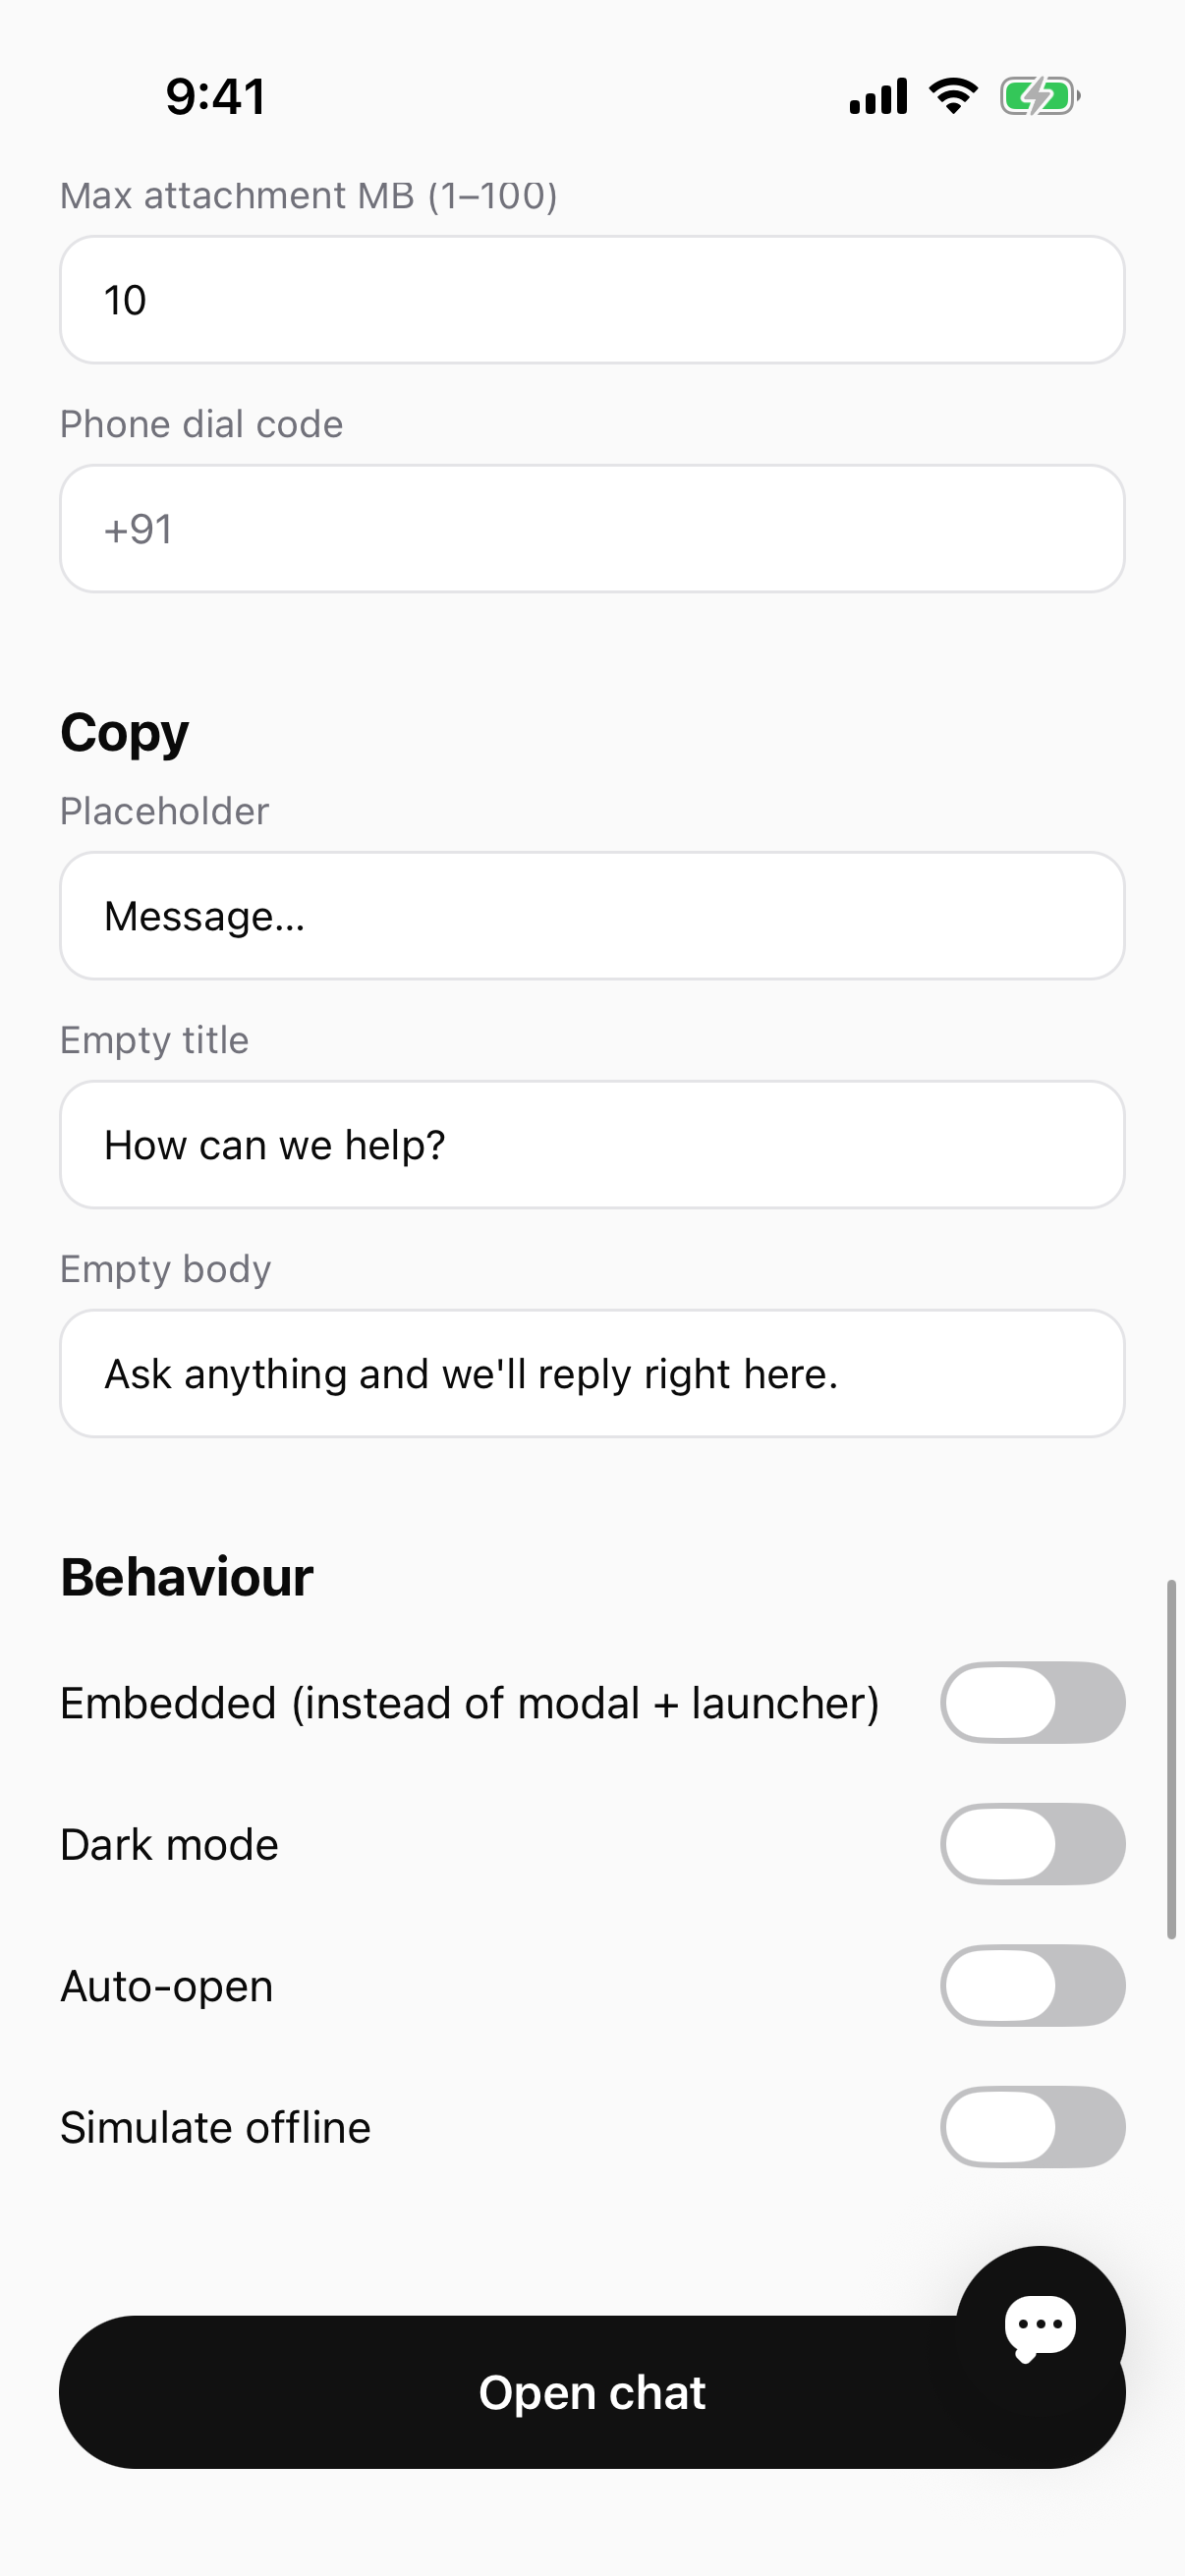 9:41
Max attachment MB (1–100)
10
Phone dial code
+91
Copy
Placeholder
Message...
Empty title
How can we help?
Empty body
Ask anything and we'll reply right here.
Behaviour
Embedded (instead of modal + launcher)
Dark mode
Auto-open
Simulate offline
Open chat